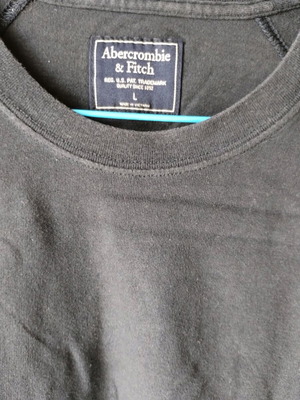 Abercrombie
& Fitch
REG. U.S. PAT. TRADEMARK
QUALITY SINCE 1892
L
MADE IN VIETNAM